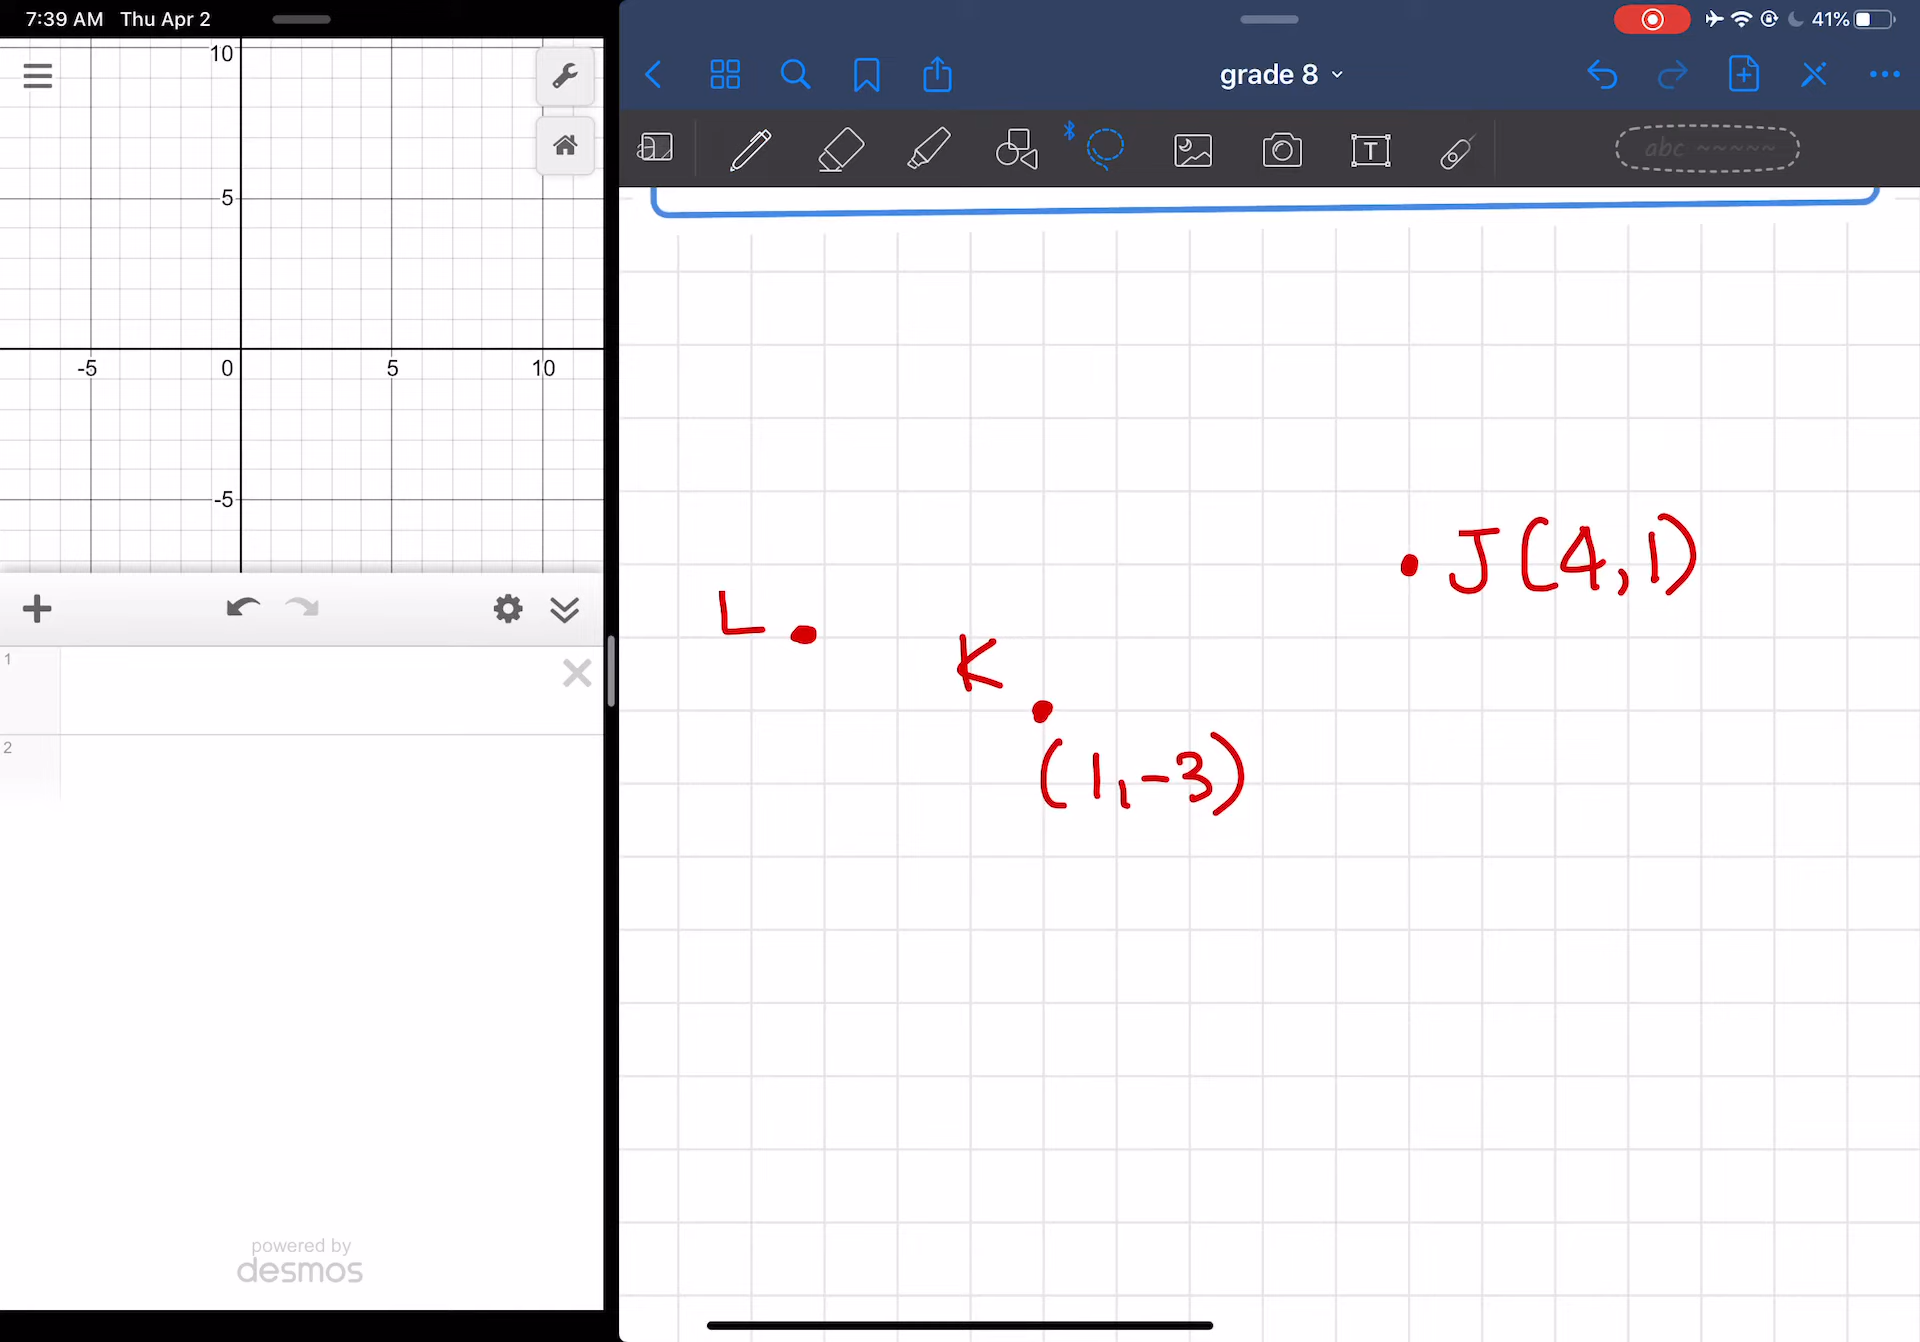 7:39 AM Thu Apr 2
41%
10
5
-5 0 5 10
-5
1
2
powered by
desmos
grade 8
T
abc
J (4,1)
L
K
(1,-3)